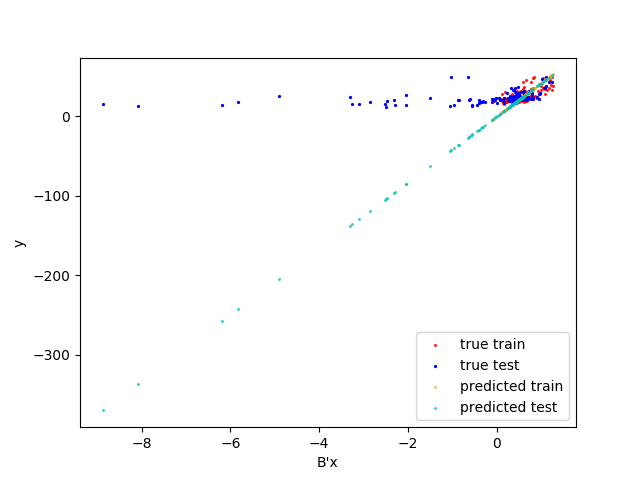 0
−100
−200
−300
y
−8
−6
−4
−2
0
B'x
true train
true test
predicted train
predicted test